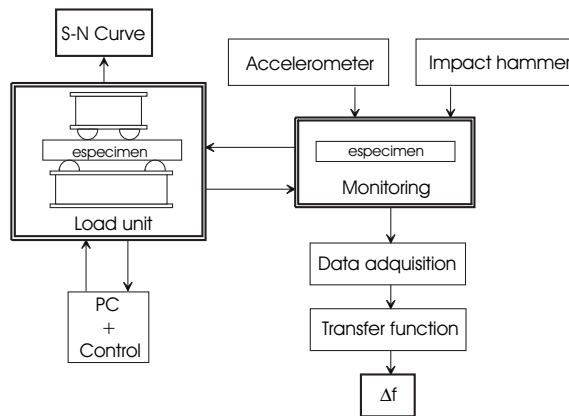 S-N Curve
Accelerometer
Impact hammer
especimen
Load unit
especimen
Monitoring
PC
+
Control
Data adquisition
Transfer function
Δf